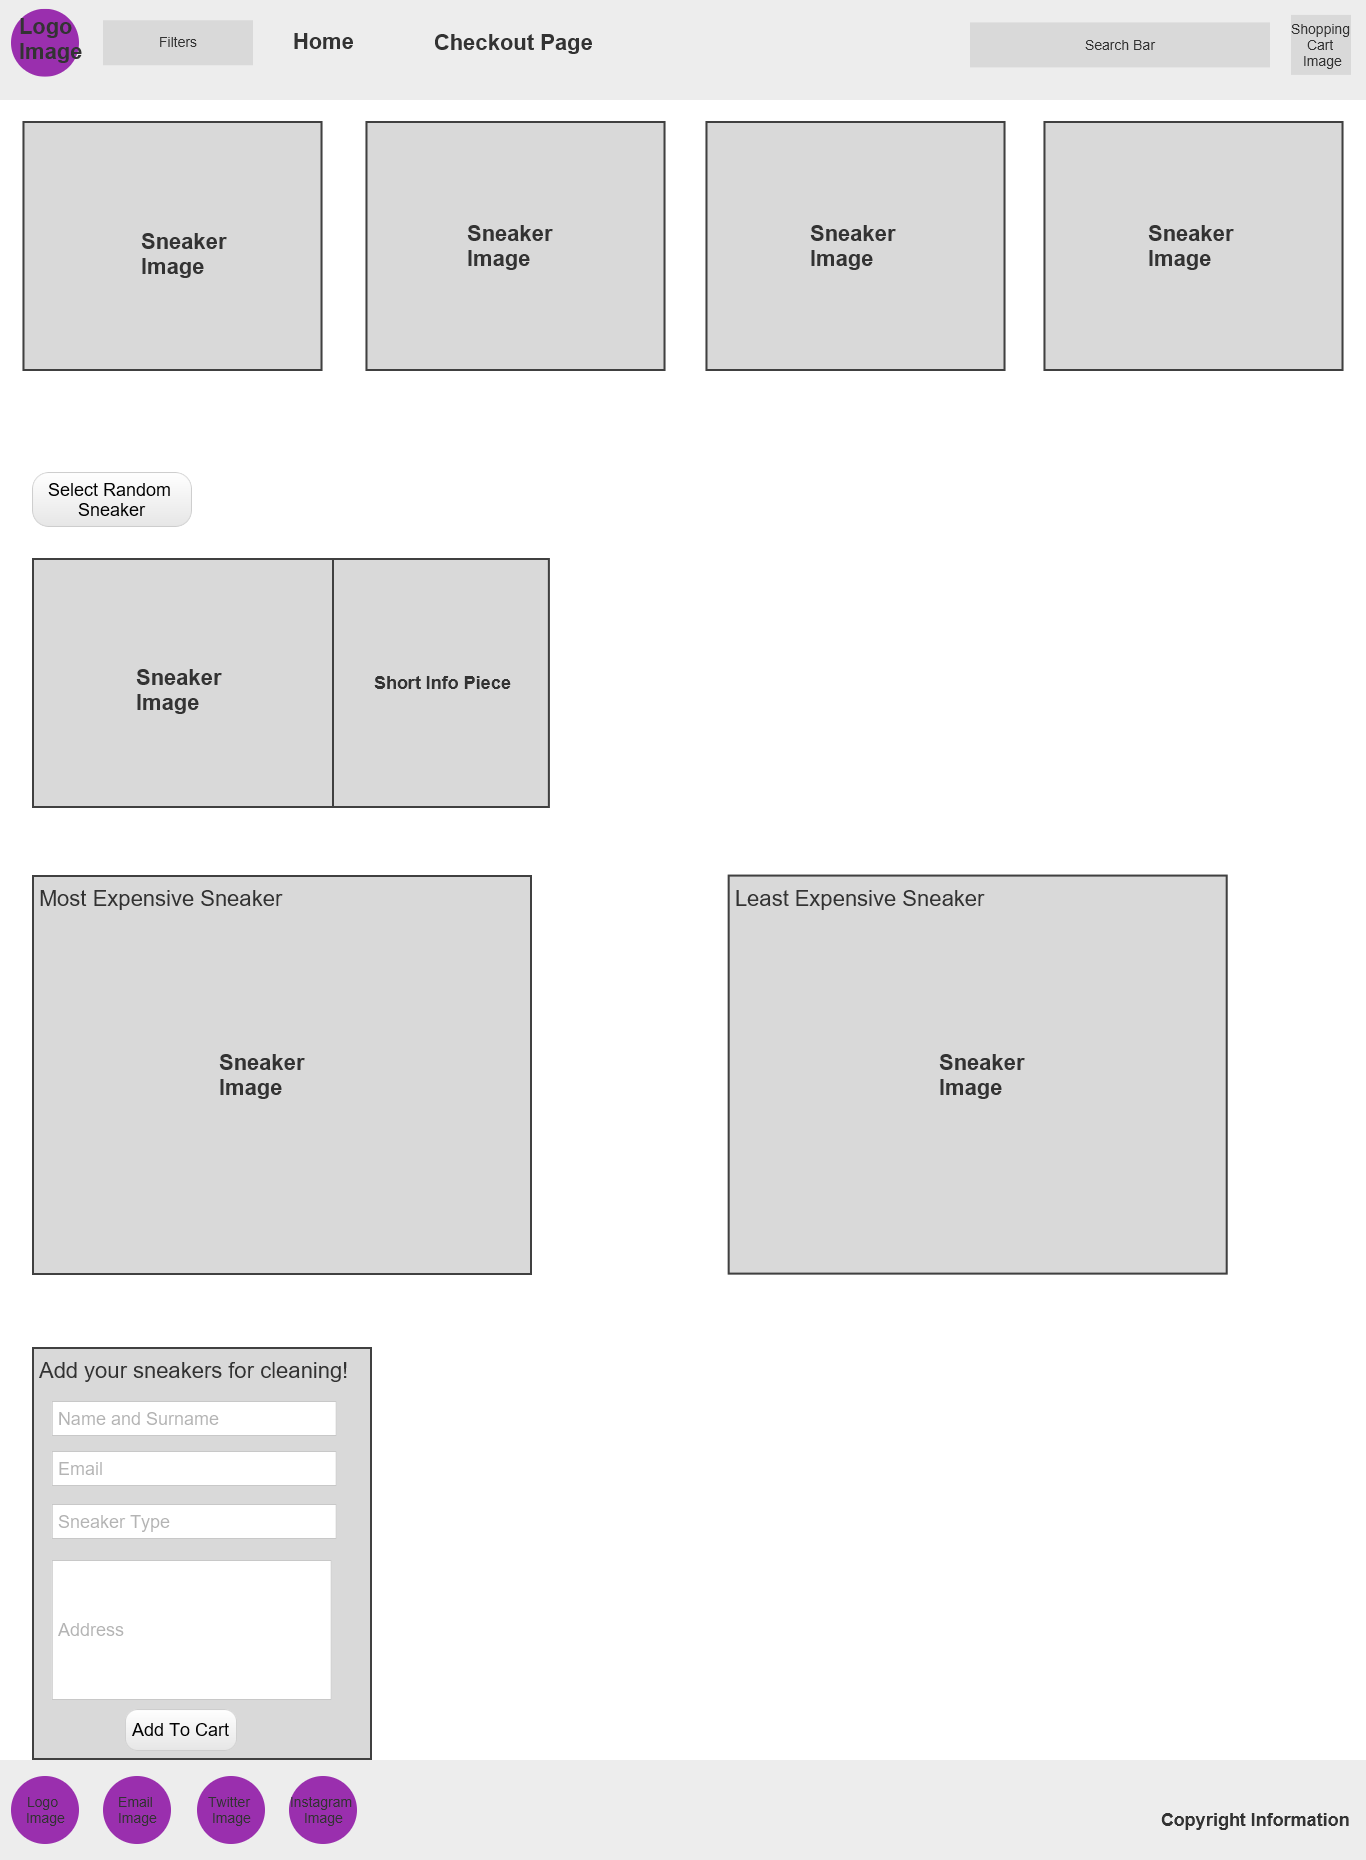 Logo
Image
Filters
Home
Checkout Page
Search Bar
Shopping
Cart
Image
Sneaker
Image
Sneaker
Image
Sneaker
Image
Sneaker
Image
Select Random
Sneaker
Sneaker
Image
Short Info Piece
Most Expensive Sneaker
Sneaker
Image
Least Expensive Sneaker
Sneaker
Image
Add your sneakers for cleaning!
Name and Surname
Email
Sneaker Type
Address
Add To Cart
Logo
Image
Email
Image
Twitter
Image
Instagram
Image
Copyright Information